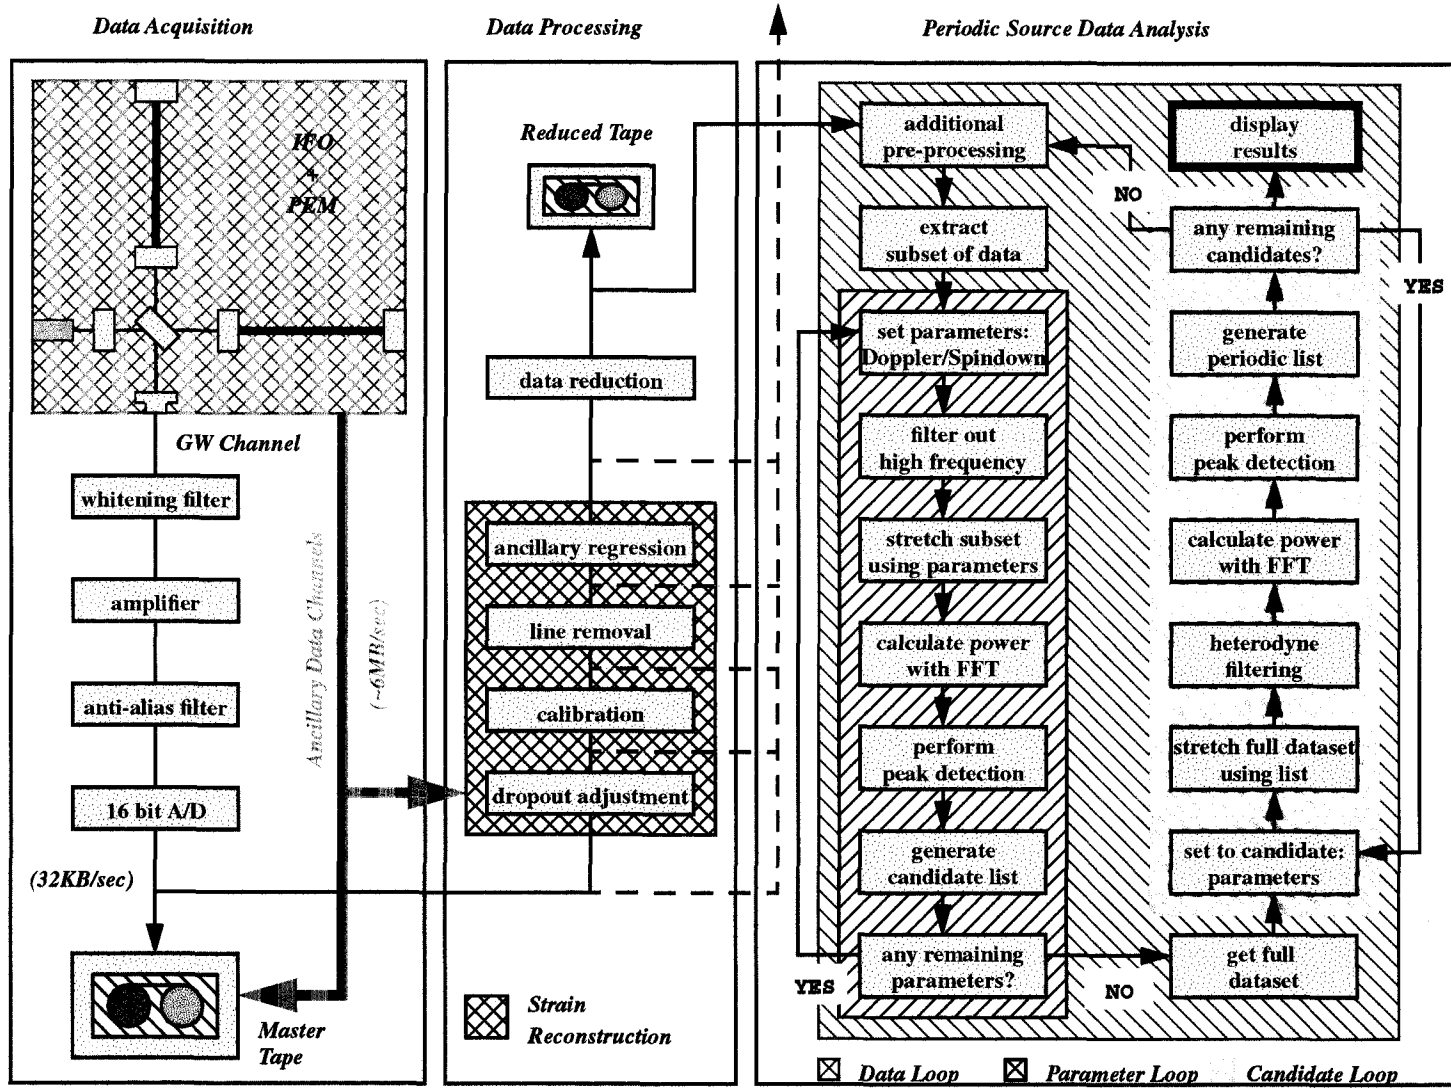 Data Acquisition
Data Processing
Periodic Source Data Analysis
IFO
+
PEM
GW Channel
whitening filter
amplifier
anti-alias filter
16 bit A/D
(32KB/sec)
Ancillary Data Channels
(~6MB/sec)
Master
Tape
Reduced Tape
data reduction
ancillary regression
line removal
calibration
dropout adjustment
Strain
Reconstruction
additional
pre-processing
extract
subset of data
set parameters:
Doppler/Spindown
filter out
high frequency
stretch subset
using parameters
calculate power
with FFT
perform
peak detection
generate
candidate list
any remaining
parameters?
YES
NO
display
results
NO
any remaining
candidates?
YES
generate
periodic list
perform
peak detection
calculate power
with FFT
heterodyne
filtering
stretch full dataset
using list
set to candidate:
parameters
get full
dataset
Data Loop
Parameter Loop
Candidate Loop